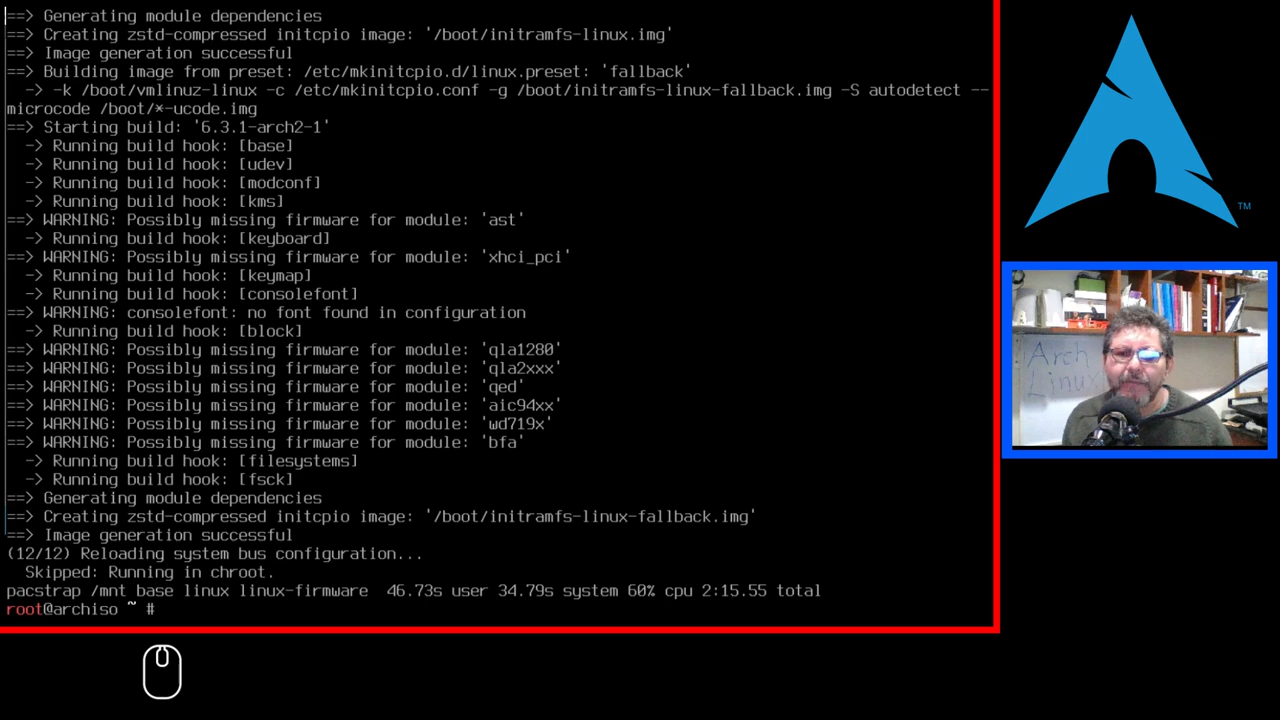 ==> Generating module dependencies
==> Creating zstd-compressed initcpio image: '/boot/initramfs-linux.img'
==> Image generation successful
==> Building image from preset: /etc/mkinitcpio.d/linux.preset: 'fallback'
  -> -k /boot/vmlinuz-linux -c /etc/mkinitcpio.conf -g /boot/initramfs-linux-fallback.img -S autodetect --
microcode /boot/*-ucode.img
==> Starting build: '6.3.1-arch2-1'
  -> Running build hook: [base]
  -> Running build hook: [udev]
  -> Running build hook: [modconf]
  -> Running build hook: [kms]
==> WARNING: Possibly missing firmware for module: 'ast'
  -> Running build hook: [keyboard]
==> WARNING: Possibly missing firmware for module: 'xhci_pci'
  -> Running build hook: [keymap]
  -> Running build hook: [consolefont]
==> WARNING: consolefont: no font found in configuration
  -> Running build hook: [block]
==> WARNING: Possibly missing firmware for module: 'qla1280'
==> WARNING: Possibly missing firmware for module: 'qla2xxx'
==> WARNING: Possibly missing firmware for module: 'qed'
==> WARNING: Possibly missing firmware for module: 'aic94xx'
==> WARNING: Possibly missing firmware for module: 'wd719x'
==> WARNING: Possibly missing firmware for module: 'bfa'
  -> Running build hook: [filesystems]
  -> Running build hook: [fsck]
==> Generating module dependencies
==> Creating zstd-compressed initcpio image: '/boot/initramfs-linux-fallback.img'
==> Image generation successful
(12/12) Reloading system bus configuration...
  Skipped: Running in chroot.
pacstrap /mnt base linux linux-firmware  46.73s user 34.79s system 60% cpu 2:15.55 total
root@archiso ~ #
TM
Arch
Linux